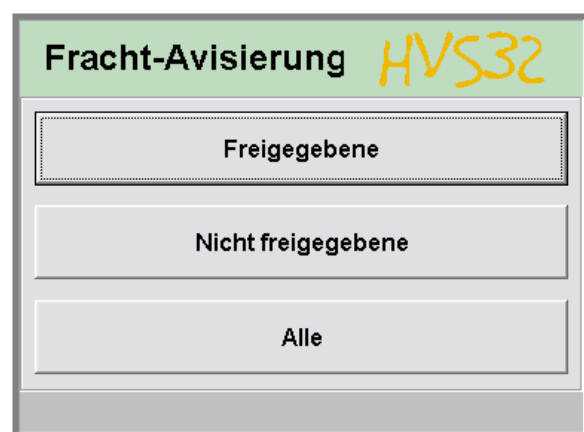 Fracht-Avisierung HVS32
Freigegebene
Nicht freigegebene
Alle